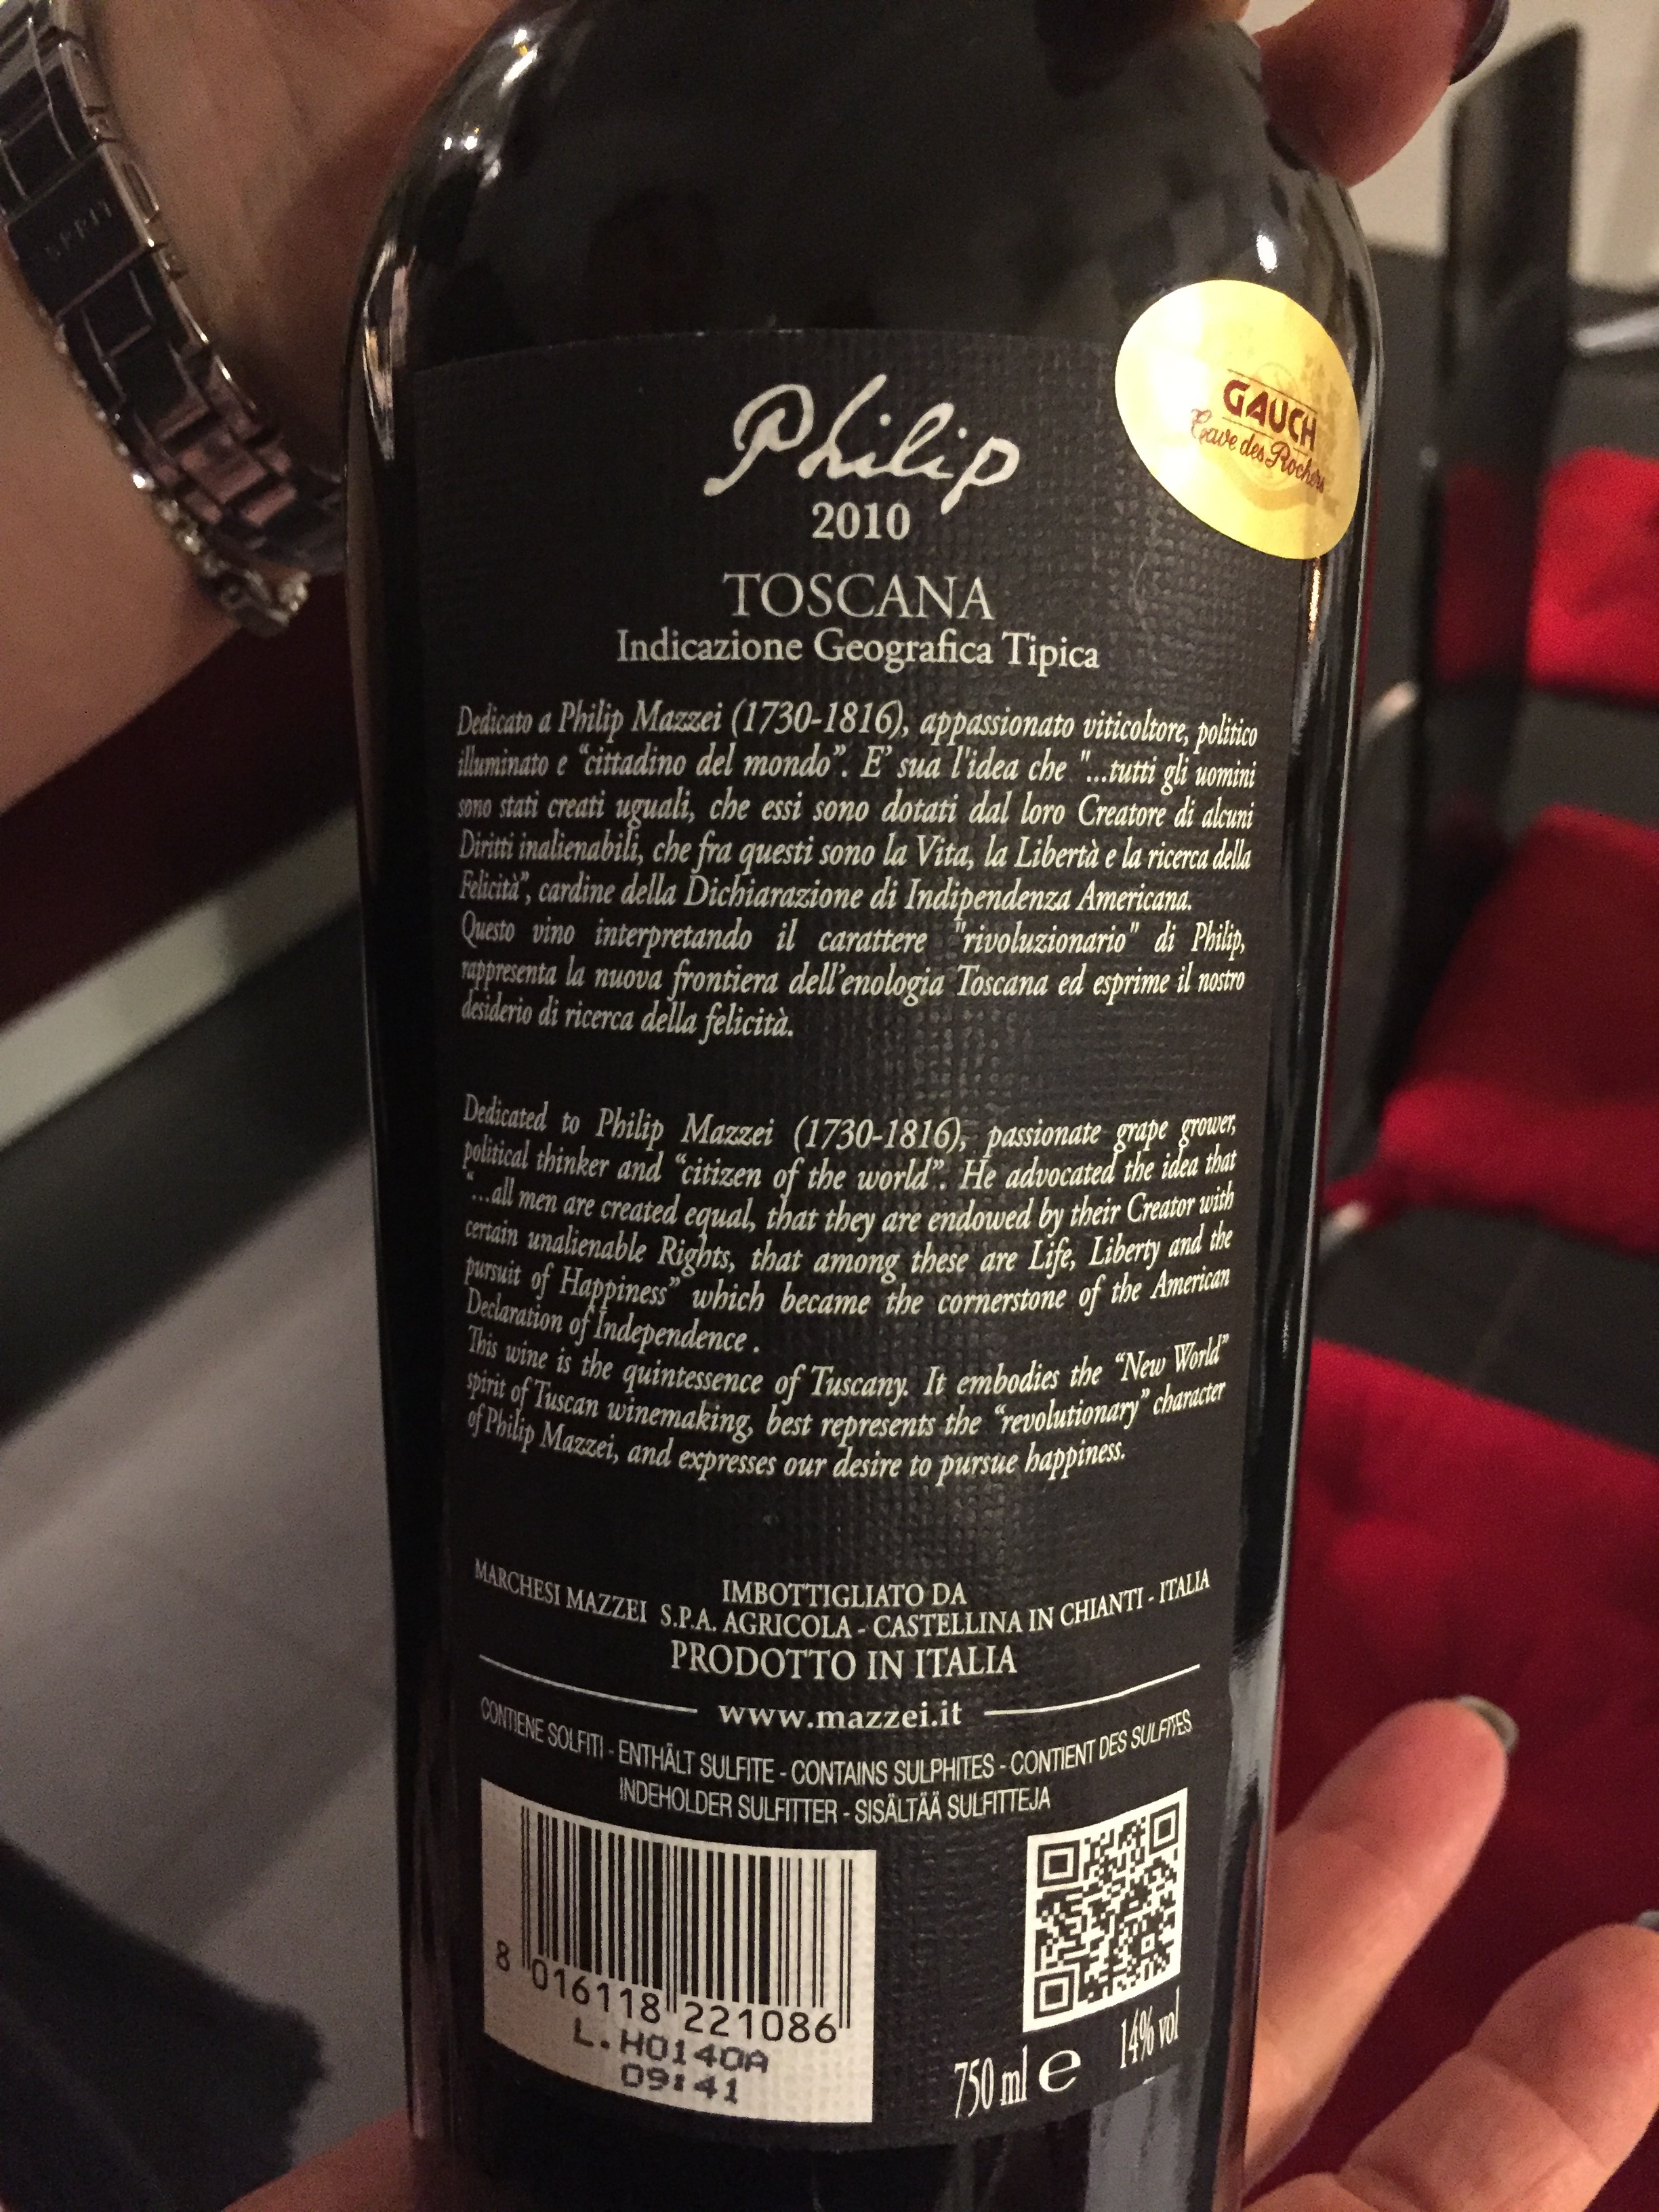 Philip
2010
GAUCH
Cave des Rochers
TOSCANA
Indicazione Geografica Tipica
Dedicato a Philip Mazzei (1730-1816), appassionato viticoltore, politico
illuminato e “cittadino del mondo”. E’ sua l'idea che "...tutti gli uomini
sono stati creati uguali, che essi sono dotati dal loro Creatore di alcuni
Diritti inalienabili, che fra questi sono la Vita, la Libertà e la ricerca della
Felicità”, cardine della Dichiarazione di Indipendenza Americana.
Questo vino interpretando il carattere "rivoluzionario" di Philip,
rappresenta la nuova frontiera dell’enologia Toscana ed esprime il nostro
desiderio di ricerca della felicità.
Dedicated to Philip Mazzei (1730-1816), passionate grape grower,
political thinker and “citizen of the world”. He advocated the idea that
“...all men are created equal, that they are endowed by their Creator with
certain unalienable Rights, that among these are Life, Liberty and the
pursuit of Happiness” which became the cornerstone of the American
Declaration of Independence .
This wine is the quintessence of Tuscany. It embodies the “New World”
spirit of Tuscan winemaking, best represents the “revolutionary” character
of Philip Mazzei, and expresses our desire to pursue happiness.
IMBOTTIGLIATO DA
MARCHESI MAZZEI S.P.A. AGRICOLA - CASTELLINA IN CHIANTI - ITALIA
PRODOTTO IN ITALIA
www.mazzei.it
CONTIENE SOLFITI - ENTHÄLT SULFITE - CONTAINS SULPHITES - CONTIENT DES SULFITES
INDEHOLDER SULFITTER - SISÄLTÄÄ SULFITTEJA
8 016118 221086
L.H0140A
09:41
750 ml e 14% vol